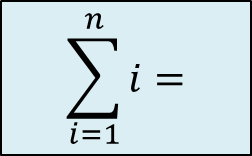 n
∑ i =
i=1